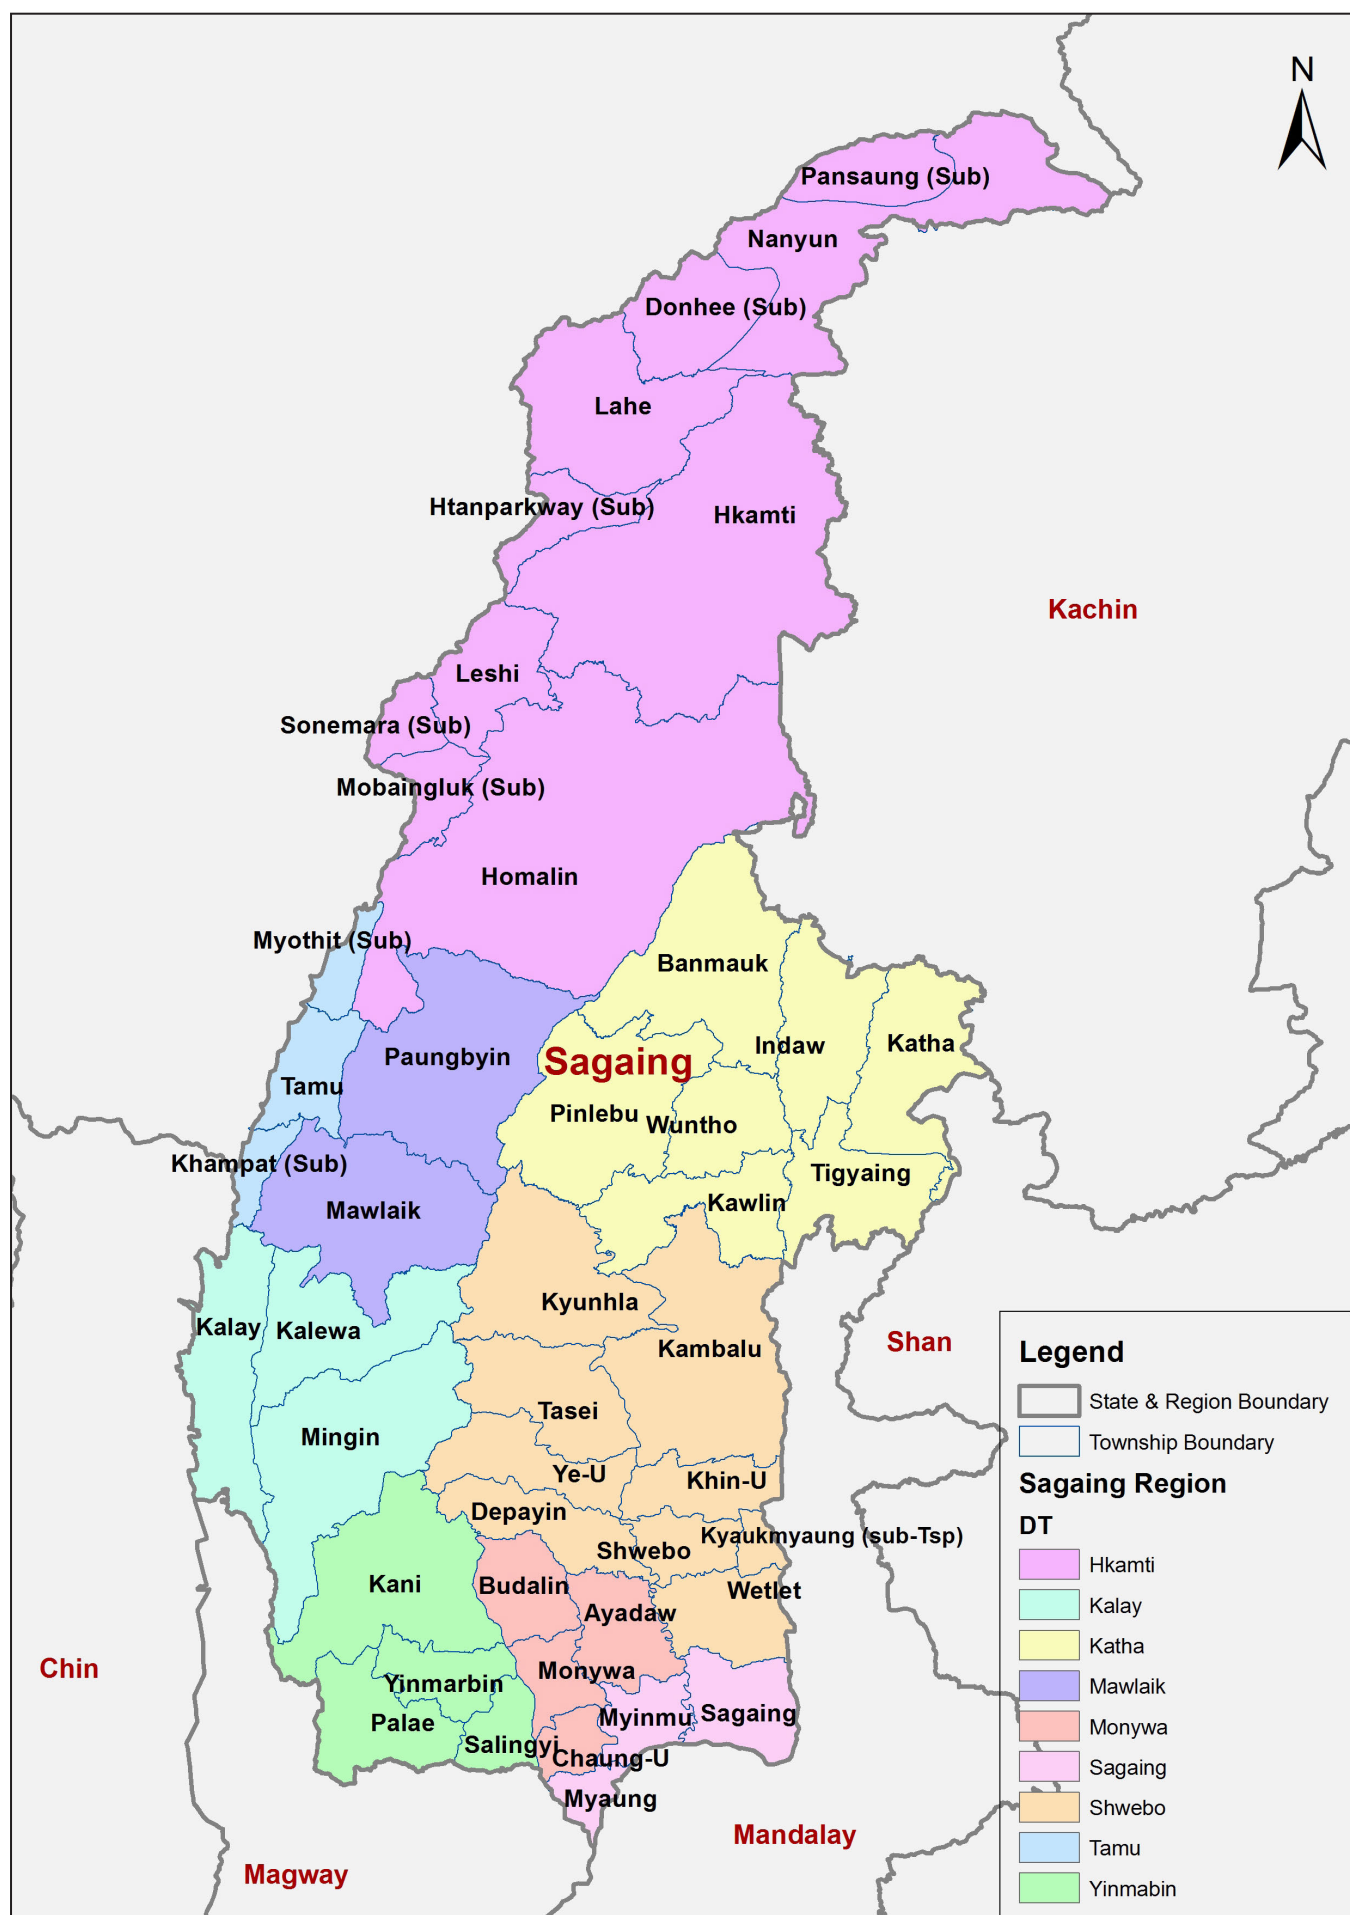 N
Pansaung (Sub)
Nanyun
Donhee (Sub)
Lahe
Htanparkway (Sub)
Hkamti
Kachin
Leshi
Sonemara (Sub)
Mobaingluk (Sub)
Homalin
Myothit (Sub)
Banmauk
Indaw
Katha
Paungbyin
Sagaing
Tamu
Pinlebu
Wuntho
Khampat (Sub)
Tigyaing
Mawlaik
Kawlin
Kyunhla
Kalay
Kalewa
Kambalu
Shan
Tasei
Mingin
Ye-U
Khin-U
Depayin
Shwebo
Kyaukmyaung (sub-Tsp)
Kani
Budalin
Wetlet
Ayadaw
Chin
Monywa
Yinmarbin
Palae
Myinmu
Sagaing
Salingyi
Chaung-U
Myaung
Mandalay
Magway
Legend
State & Region Boundary
Township Boundary
Sagaing Region
DT
Hkamti
Kalay
Katha
Mawlaik
Monywa
Sagaing
Shwebo
Tamu
Yinmabin